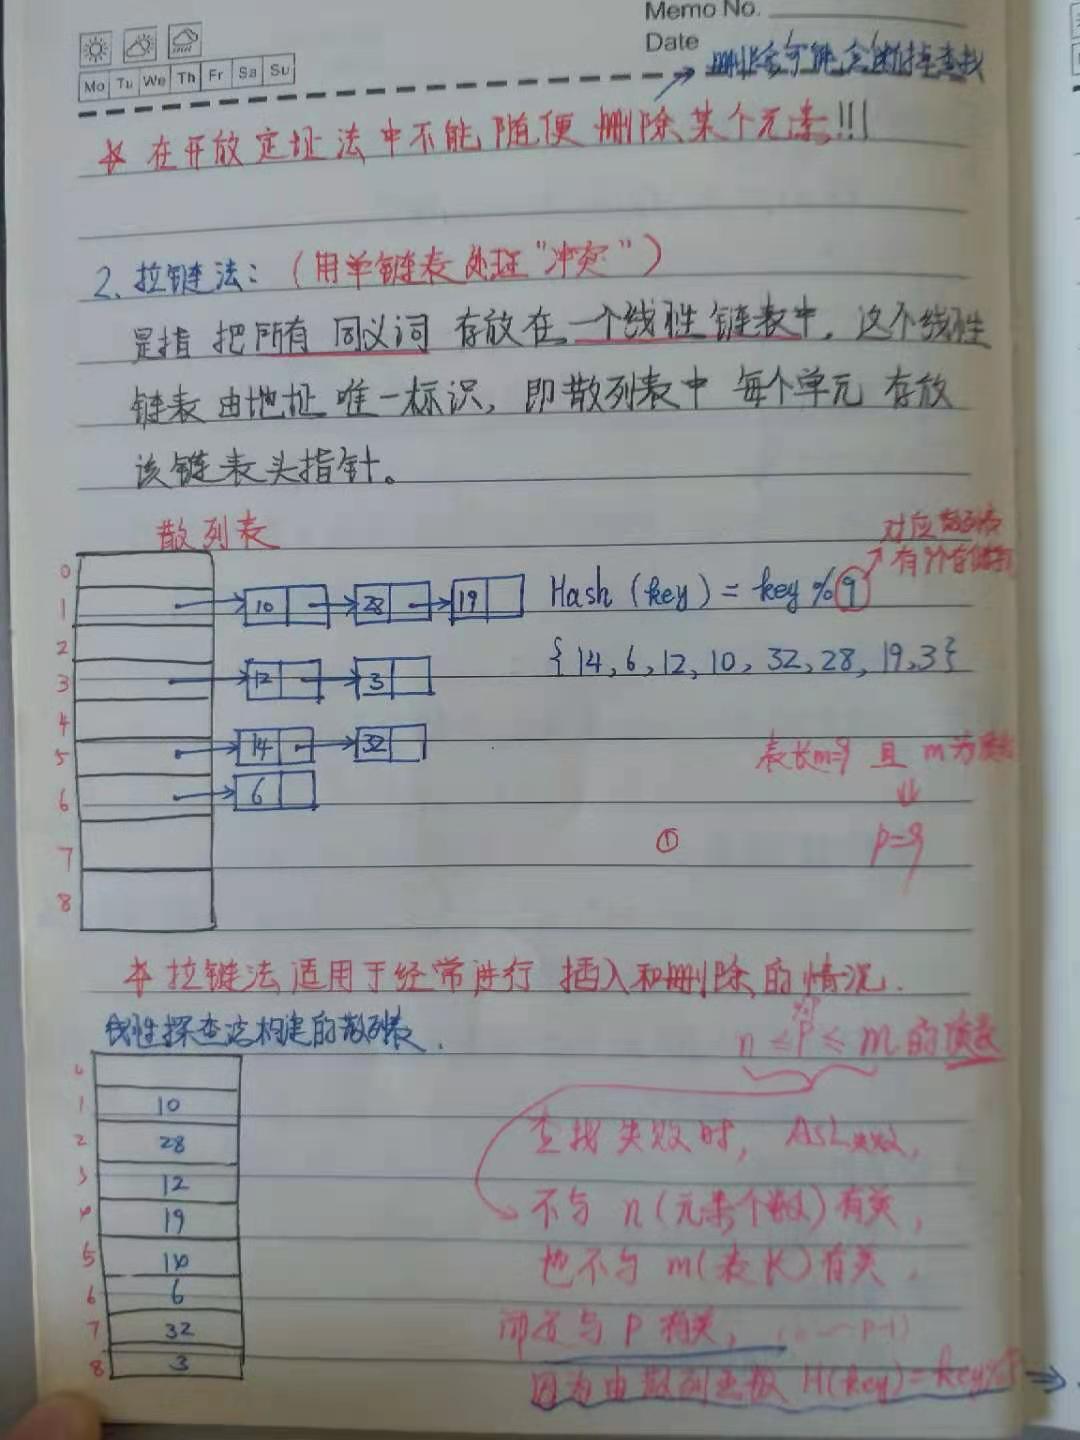 Memo No.
Date
Mo Tu We Th Fr Sa Su
删除会可能会断掉查找
☆ 在开放定址法中不能随便删除某个元素!!!
2、拉链法：（用单链表处理"冲突"）
是指 把所有 同义词 存放在 一个线性 链表中，这个线性
链表由地址 唯一标识，即散列表中 每个单元 存放
该链表头指针。
散列表
对应散列表
有9个存储单元
0
1 10 28 19
Hash (key) = key % 9
2
{14, 6, 12, 10, 32, 28, 19, 3}
3 12 3
4
5 14 32
表长m=9 且 m为质数
6 6
⇓
7
①
p=9
8
☆ 拉链法适用于经常进行 插入和删除的情况.
线性探查法构建的散列表.
n ≤ p ≤ m 的质数
0
1 10
2 28
查找失败时, ASL失败,
3 12
4 19
不与 n (元素个数) 有关,
5 14
也不与 m (表长) 有关.
6 6
7 32
而是与 p 有关, (0~p-1)
8 3
因为由散列函数 H(key) = key%P